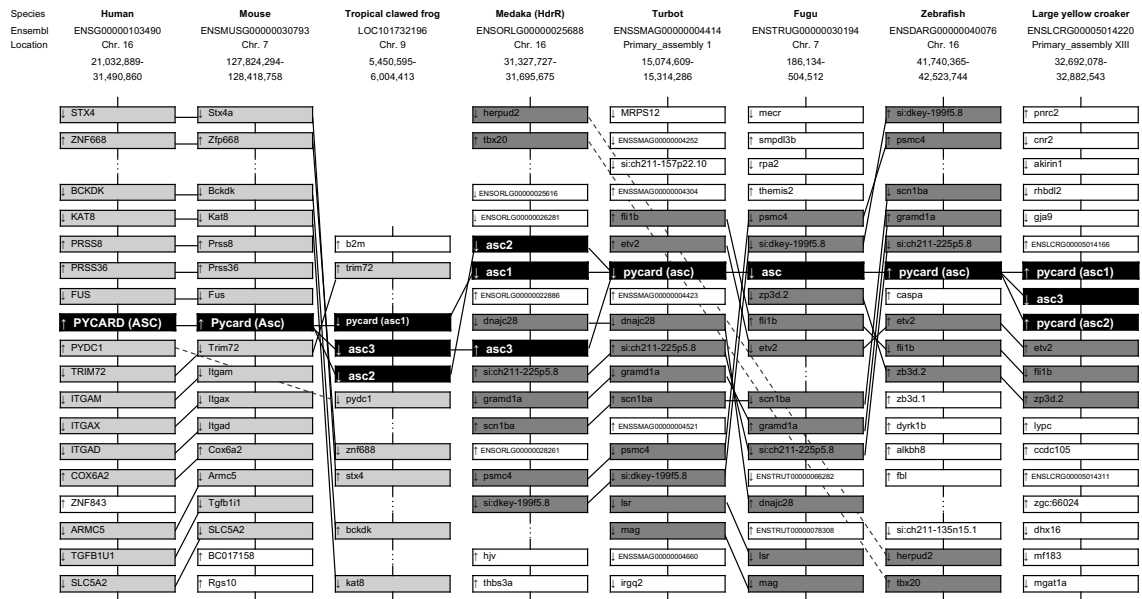 Species Human Mouse Tropical clawed frog Medaka (HdrR) Turbot Fugu Zebrafish Large yellow croaker
Ensembl ENSG00000103490 ENSMUSG00000030793 LOC101732196 ENSORLG00000025688 ENSSMAG00000004414 ENSTRUG00000030194 ENSDARG00000040076 ENSLCRG00005014220
Location Chr. 16 Chr. 7 Chr. 9 Chr. 16 Primary_assembly 1 Chr. 7 Chr. 16 Primary_assembly XIII
21,032,889- 127,824,294- 5,450,595- 31,327,727- 15,074,609- 186,134- 41,740,365- 32,692,078-
31,490,860 128,418,758 6,004,413 31,695,675 15,314,286 504,512 42,523,744 32,882,543
↓ STX4 ↓ Stx4a ↓ herpud2 ↓ MRPS12 ↓ mecr ↑ si:dkey-199f5.8 ↑ pnrc2
↑ ZNF668 ↑ Zfp668 ↑ tbx20 ↑ ENSSMAG00000004252 ↑ smpdl3b ↑ psmc4 ↑ cnr2
↓ si:ch211-157p22.10 ↑ rpa2 ↓ akirin1
↓ BCKDK ↓ Bckdk ↓ ENSORLG00000025616 ↑ ENSSMAG00000004304 ↑ themis2 ↓ scn1ba ↓ rhbdl2
↓ KAT8 ↓ Kat8 ↓ ENSORLG00000026281 ↑ fli1b ↓ psmc4 ↑ gramd1a ↓ gja9
↑ PRSS8 ↑ Prss8 ↑ b2m ↓ asc2 ↑ etv2 ↓ si:dkey-199f5.8 ↓ si:ch211-225p5.8 ↑ ENSLCRG00005014166
↑ PRSS36 ↑ Prss36 ↑ trim72 ↓ asc1 ↓ pycard (asc) ↓ asc ↑ pycard (asc) ↑ pycard (asc1)
↓ FUS ↓ Fus ↑ ENSORLG00000022886 ↑ ENSSMAG00000004423 ↓ zp3d.2 ↑ caspa ↓ asc3
↑ PYCARD (ASC) ↑ Pycard (Asc) ↓ pycard (asc1) ↓ dnajc28 ↓ dnajc28 ↑ fli1b ↓ etv2 ↑ pycard (asc2)
↑ PYDC1 ↓ Trim72 ↓ asc3 ↑ asc3 ↑ si:ch211-225p5.8 ↑ etv2 ↓ fli1b ↑ etv2
↓ TRIM72 ↓ Itgam ↓ asc2 ↓ si:ch211-225p5.8 ↓ gramd1a ↑ zb3d.2 ↓ fli1b
↓ ITGAM ↓ Itgax ↓ pydc1 ↓ gramd1a ↑ scn1ba ↓ scn1ba ↑ zb3d.1 ↑ zp3d.2
↓ ITGAX ↓ Itgad ↑ scn1ba ↑ ENSSMAG00000004521 ↑ gramd1a ↑ dyrk1b ↑ lypc
↓ ITGAD ↑ Cox6a2 ↓ znf688 ↑ ENSORLG00000028261 ↓ psmc4 ↓ si:ch211-225p5.8 ↑ alkbh8 ↑ ccdc105
↑ COX6A2 ↓ Armc5 ↑ stx4 ↓ psmc4 ↓ si:dkey-199f5.8 ↓ ENSTRUT00000066282 ↑ fbl ↓ ENSLCRG00005014311
↑ ZNF843 ↓ Tgfb1i1 ↓ si:dkey-199f5.8 ↓ lsr ↑ dnajc28 ↑ zgc:66024
↓ ARMC5 ↓ SLC5A2 ↑ bckdk ↓ mag ↑ ENSTRUT00000078308 ↓ si:ch211-135n15.1 ↓ dhx16
↓ TGFB1U1 ↑ BC017158 ↑ hjv ↓ ENSSMAG00000004660 ↓ lsr ↓ herpud2 ↓ mf183
↓ SLC5A2 ↑ Rgs10 ↓ kat8 ↑ thbs3a ↓ irgq2 ↑ mag ↑ tbx20 ↓ mgat1a